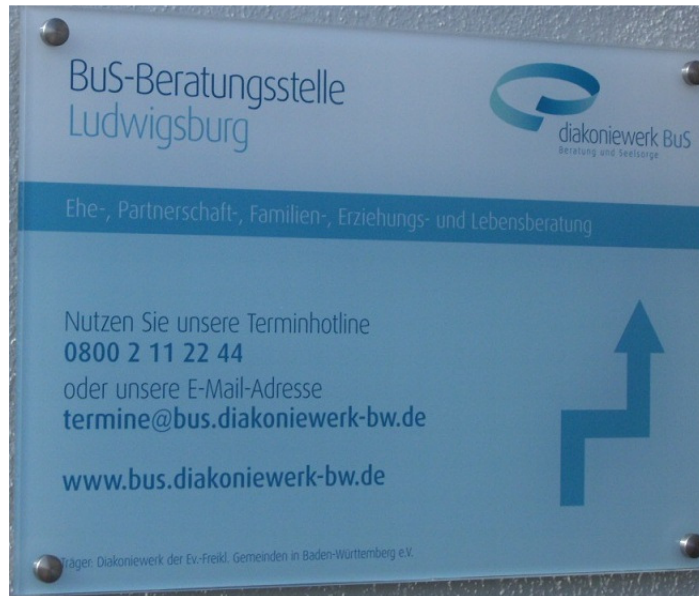 BuS-Beratungsstelle
Ludwigsburg
diakoniewerk BuS
Beratung und Seelsorge
Ehe-, Partnerschaft-, Familien-, Erziehungs- und Lebensberatung
Nutzen Sie unsere Terminhotline
0800 2 11 22 44
oder unsere E-Mail-Adresse
termine@bus.diakoniewerk-bw.de
www.bus.diakoniewerk-bw.de
Träger: Diakoniewerk der Ev.-Freikl. Gemeinden in Baden-Württemberg e.V.